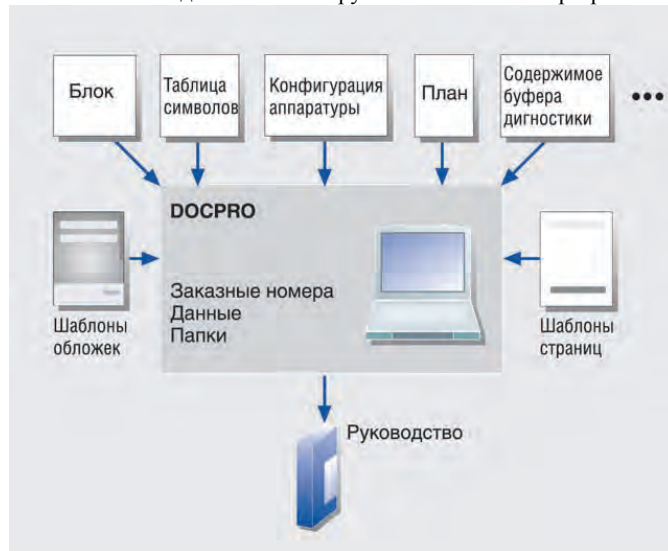 Блок
Таблица
символов
Конфигурация
аппаратуры
План
Содержимое
буфера
дигностики
•••
DOCPRO
Заказные номера
Данные
Папки
Шаблоны
обложек
Шаблоны
страниц
Руководство